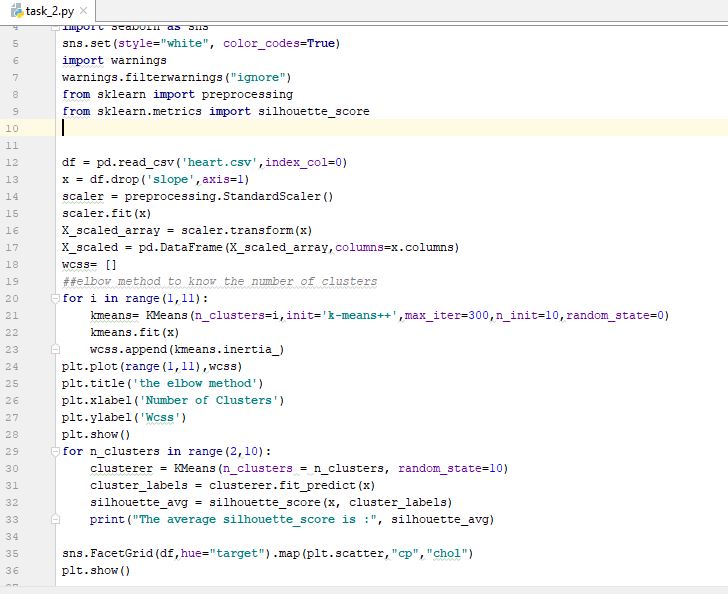 task_2.py
4 import seaborn as sns
5 sns.set(style="white", color_codes=True)
6 import warnings
7 warnings.filterwarnings("ignore")
8 from sklearn import preprocessing
9 from sklearn.metrics import silhouette_score
10
11
12 df = pd.read_csv('heart.csv',index_col=0)
13 x = df.drop('slope',axis=1)
14 scaler = preprocessing.StandardScaler()
15 scaler.fit(x)
16 X_scaled_array = scaler.transform(x)
17 X_scaled = pd.DataFrame(X_scaled_array,columns=x.columns)
18 wcss= []
19 ##elbow method to know the number of clusters
20 for i in range(1,11):
21     kmeans= KMeans(n_clusters=i,init='k-means++',max_iter=300,n_init=10,random_state=0)
22     kmeans.fit(x)
23     wcss.append(kmeans.inertia_)
24 plt.plot(range(1,11),wcss)
25 plt.title('the elbow method')
26 plt.xlabel('Number of Clusters')
27 plt.ylabel('Wcss')
28 plt.show()
29 for n_clusters in range(2,10):
30     clusterer = KMeans(n_clusters = n_clusters, random_state=10)
31     cluster_labels = clusterer.fit_predict(x)
32     silhouette_avg = silhouette_score(x, cluster_labels)
33     print("The average silhouette_score is :", silhouette_avg)
34
35 sns.FacetGrid(df,hue="target").map(plt.scatter,"cp","chol")
36 plt.show()